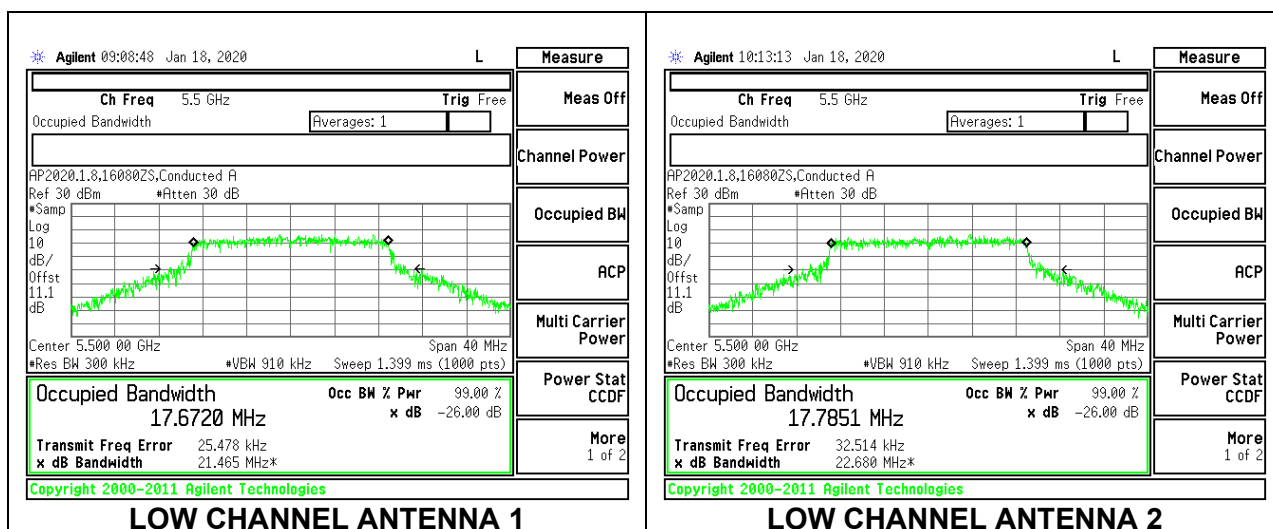 Agilent 09:08:48 Jan 18, 2020 L
Measure
Ch Freq 5.5 GHz Trig Free
Occupied Bandwidth Averages: 1
AP2020.1.8,16080ZS,Conducted A
Ref 30 dBm #Atten 30 dB
#Samp
Log
10
dB/
Offst
11.1
dB
Center 5.500 00 GHz Span 40 MHz
#Res BW 300 kHz #VBW 910 kHz Sweep 1.399 ms (1000 pts)
Occupied Bandwidth Occ BW % Pwr 99.00 %
17.6720 MHz x dB -26.00 dB
Transmit Freq Error 25.478 kHz
x dB Bandwidth 21.465 MHz*
Copyright 2000-2011 Agilent Technologies
Meas Off
Channel Power
Occupied BW
ACP
Multi Carrier
Power
Power Stat
CCDF
More
1 of 2
LOW CHANNEL ANTENNA 1
Agilent 10:13:13 Jan 18, 2020 L
Measure
Ch Freq 5.5 GHz Trig Free
Occupied Bandwidth Averages: 1
AP2020.1.8,16080ZS,Conducted A
Ref 30 dBm #Atten 30 dB
#Samp
Log
10
dB/
Offst
11.1
dB
Center 5.500 00 GHz Span 40 MHz
#Res BW 300 kHz #VBW 910 kHz Sweep 1.399 ms (1000 pts)
Occupied Bandwidth Occ BW % Pwr 99.00 %
17.7851 MHz x dB -26.00 dB
Transmit Freq Error 32.514 kHz
x dB Bandwidth 22.680 MHz*
Copyright 2000-2011 Agilent Technologies
Meas Off
Channel Power
Occupied BW
ACP
Multi Carrier
Power
Power Stat
CCDF
More
1 of 2
LOW CHANNEL ANTENNA 2